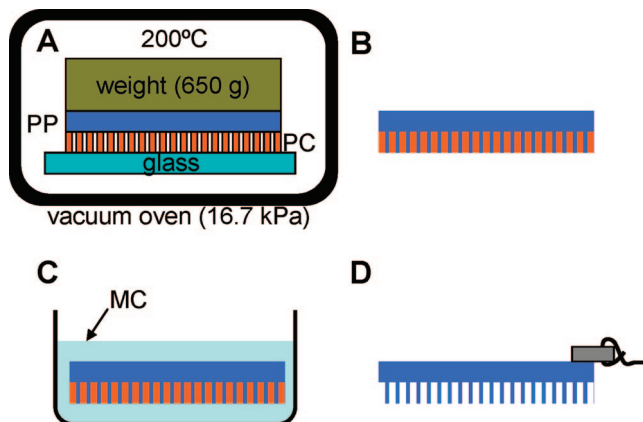 A
200ºC
weight (650 g)
PP
PC
glass
vacuum oven (16.7 kPa)
B
C
MC
D